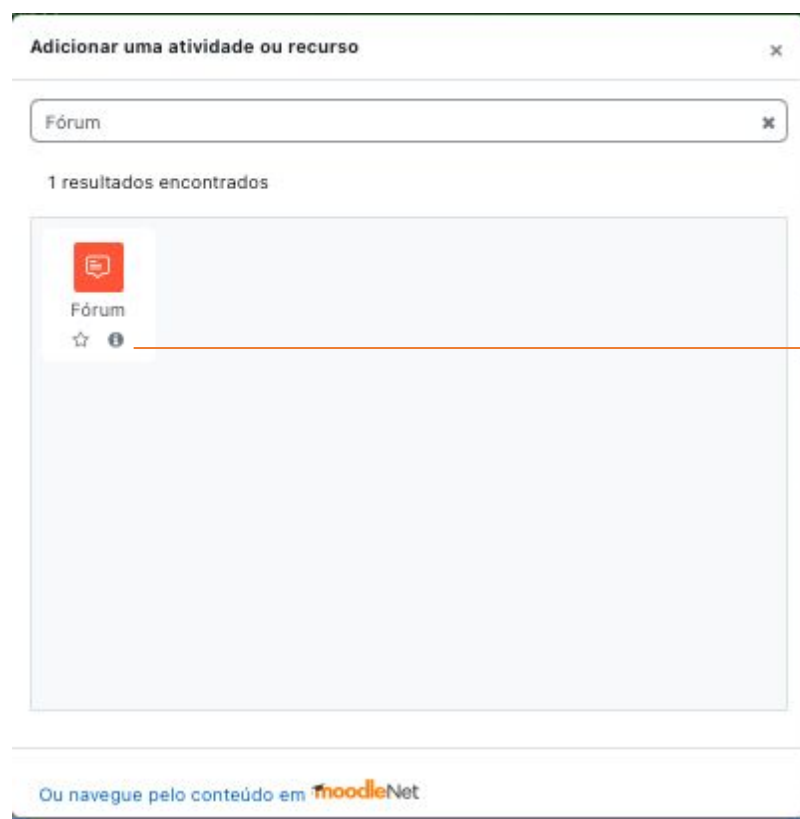 Adicionar uma atividade ou recurso
Fórum
1 resultados encontrados
Fórum
Ou navegue pelo conteúdo em moodleNet